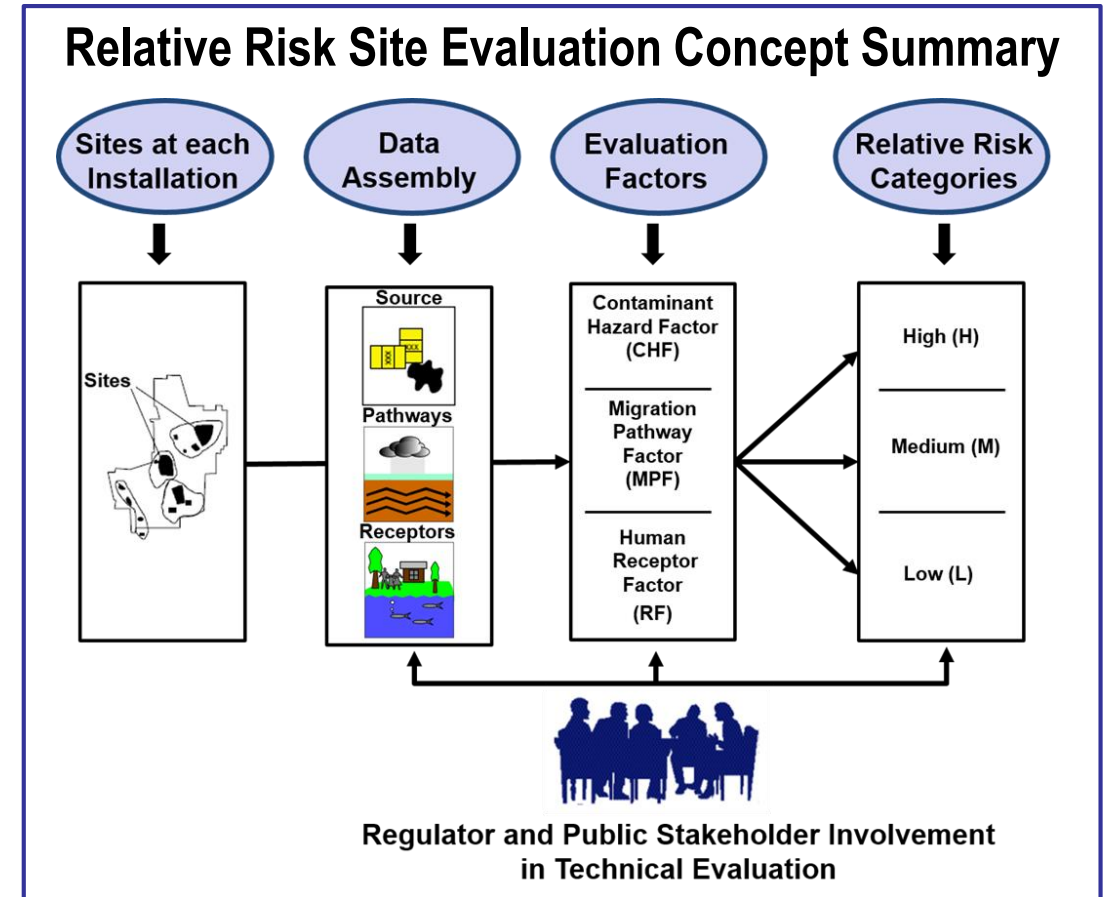 Relative Risk Site Evaluation Concept Summary
Sites at each
Installation
Data
Assembly
Evaluation
Factors
Relative Risk
Categories
Sites
Source
XXX
XXX
Pathways
Receptors
Contaminant
Hazard Factor
(CHF)
Migration
Pathway
Factor
(MPF)
Human
Receptor
Factor
(RF)
High (H)
Medium (M)
Low (L)
Regulator and Public Stakeholder Involvement
in Technical Evaluation